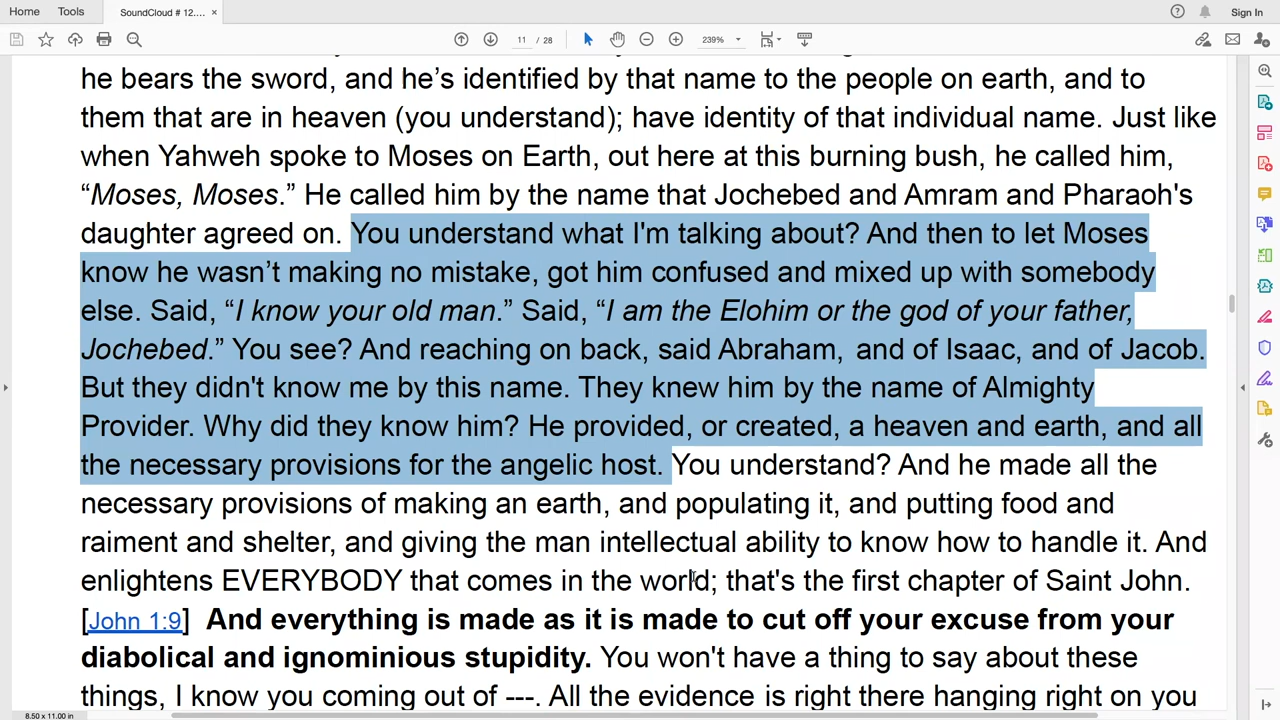 Home Tools SoundCloud # 12.... × Sign In
11 / 28 239%
he bears the sword, and he's identified by that name to the people on earth, and to
them that are in heaven (you understand); have identity of that individual name. Just like
when Yahweh spoke to Moses on Earth, out here at this burning bush, he called him,
“Moses, Moses.” He called him by the name that Jochebed and Amram and Pharaoh's
daughter agreed on. You understand what I'm talking about? And then to let Moses
know he wasn’t making no mistake, got him confused and mixed up with somebody
else. Said, “I know your old man.” Said, “I am the Elohim or the god of your father,
Jochebed.” You see? And reaching on back, said Abraham, and of Isaac, and of Jacob.
But they didn't know me by this name. They knew him by the name of Almighty
Provider. Why did they know him? He provided, or created, a heaven and earth, and all
the necessary provisions for the angelic host. You understand? And he made all the
necessary provisions of making an earth, and populating it, and putting food and
raiment and shelter, and giving the man intellectual ability to know how to handle it. And
enlightens EVERYBODY that comes in the world; that's the first chapter of Saint John.
[John 1:9] And everything is made as it is made to cut off your excuse from your
diabolical and ignominious stupidity. You won't have a thing to say about these
things, I know you coming out of ---. All the evidence is right there hanging right on you
8.50 x 11.00 in